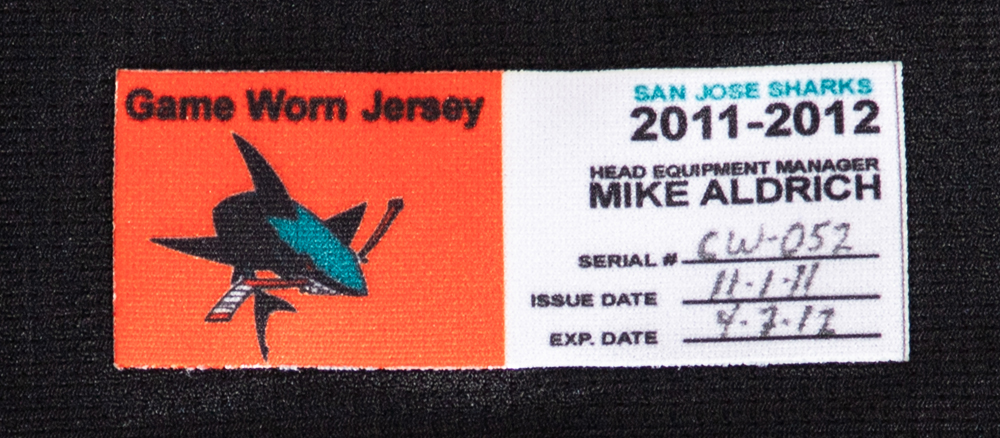 Game Worn Jersey
SAN JOSE SHARKS
2011-2012
HEAD EQUIPMENT MANAGER
MIKE ALDRICH
SERIAL # CW-052
ISSUE DATE 11-1-11
EXP. DATE 4-7-12